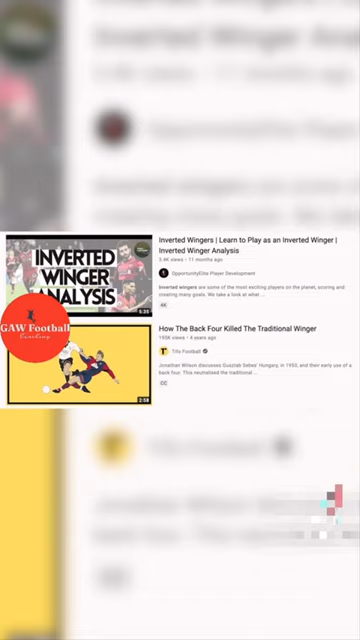 INVERTED
WINGER
ANALYSIS
5:35
Inverted Wingers | Learn to Play as an Inverted Winger |
Inverted Winger Analysis
3.4K views • 11 months ago
OpportunityElite Player Development
Inverted wingers are some of the most exciting players on the planet, scoring and
creating many goals. We take a look at what ...
4K
GAW Football
2:58
How The Back Four Killed The Traditional Winger
195K views • 4 years ago
Tifo Football
Jonathan Wilson discusses Gusztab Sebes' Hungary, in 1953, and their early use of a
back four. This neutralised the traditional ...
CC